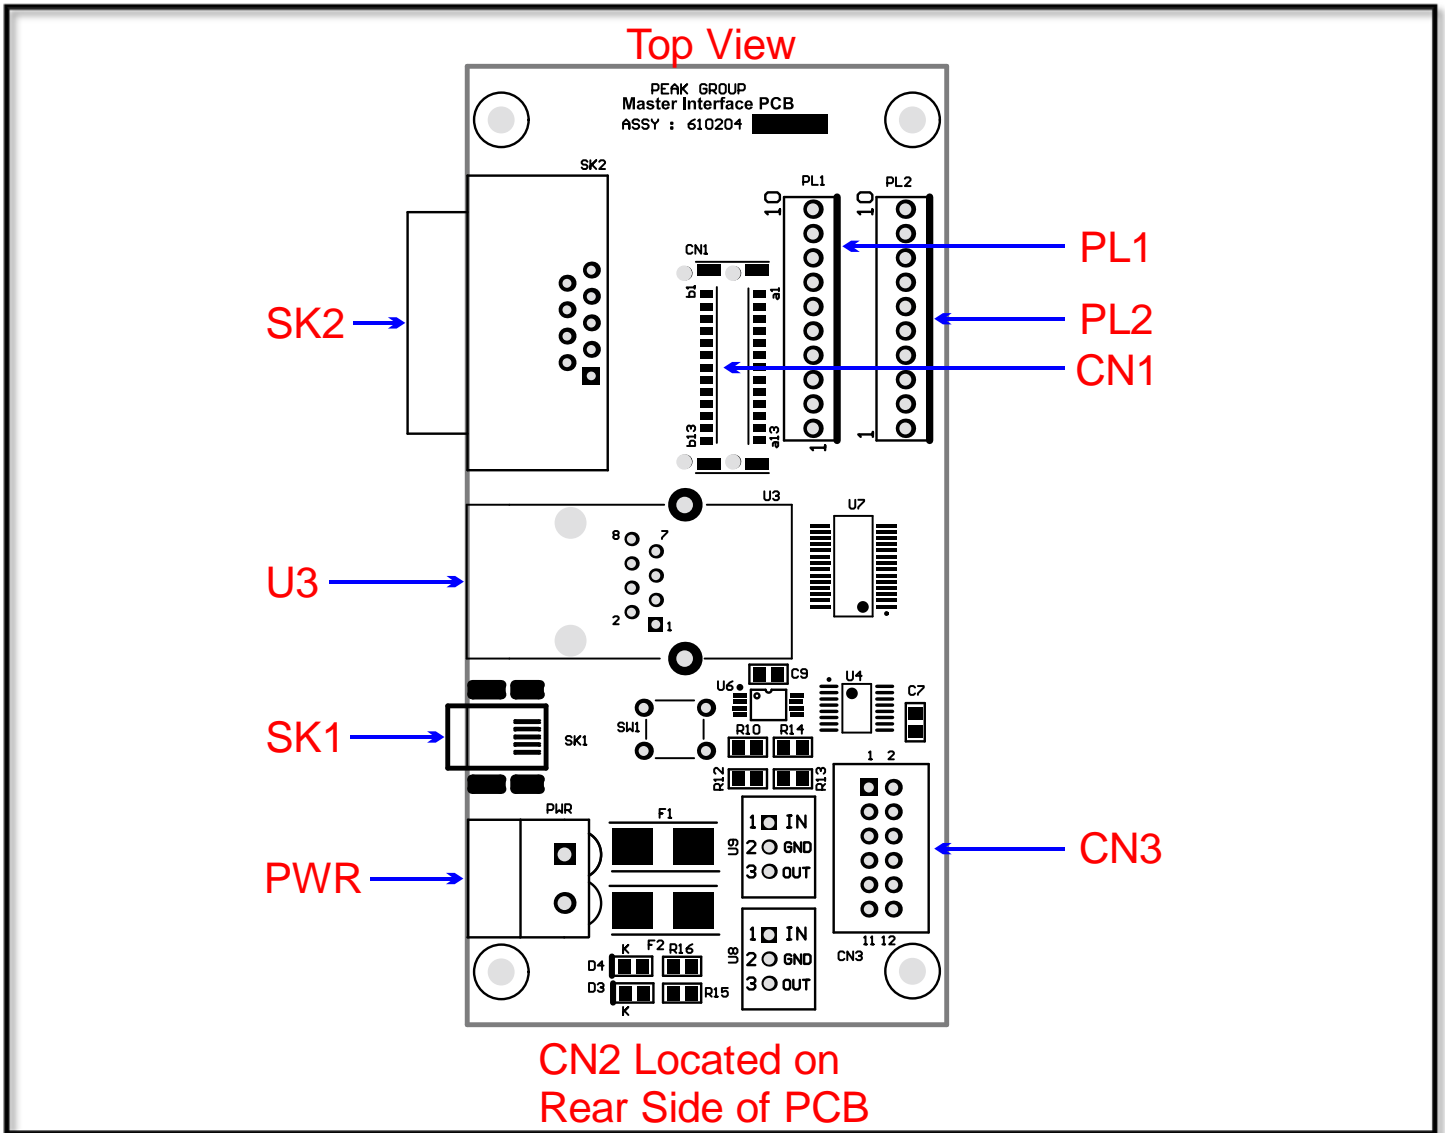 Top View
PEAK GROUP
Master Interface PCB
ASSY : 610204
SK2
PL1
PL2
10
10
PL1
CN1
b1
a1
PL2
SK2
CN1
b13
a13
1
1
U3
U7
8
7
U3
2
1
C9
U4
U6
C7
SW1
R10
R14
SK1
SK1
R12
R13
1 2
PWR
F1
1 IN
U9
2 GND
CN3
3 OUT
PWR
1 IN
11 12
K
F2
R16
U8
2 GND
CN3
D4
3 OUT
D3
R15
K
CN2 Located on
Rear Side of PCB